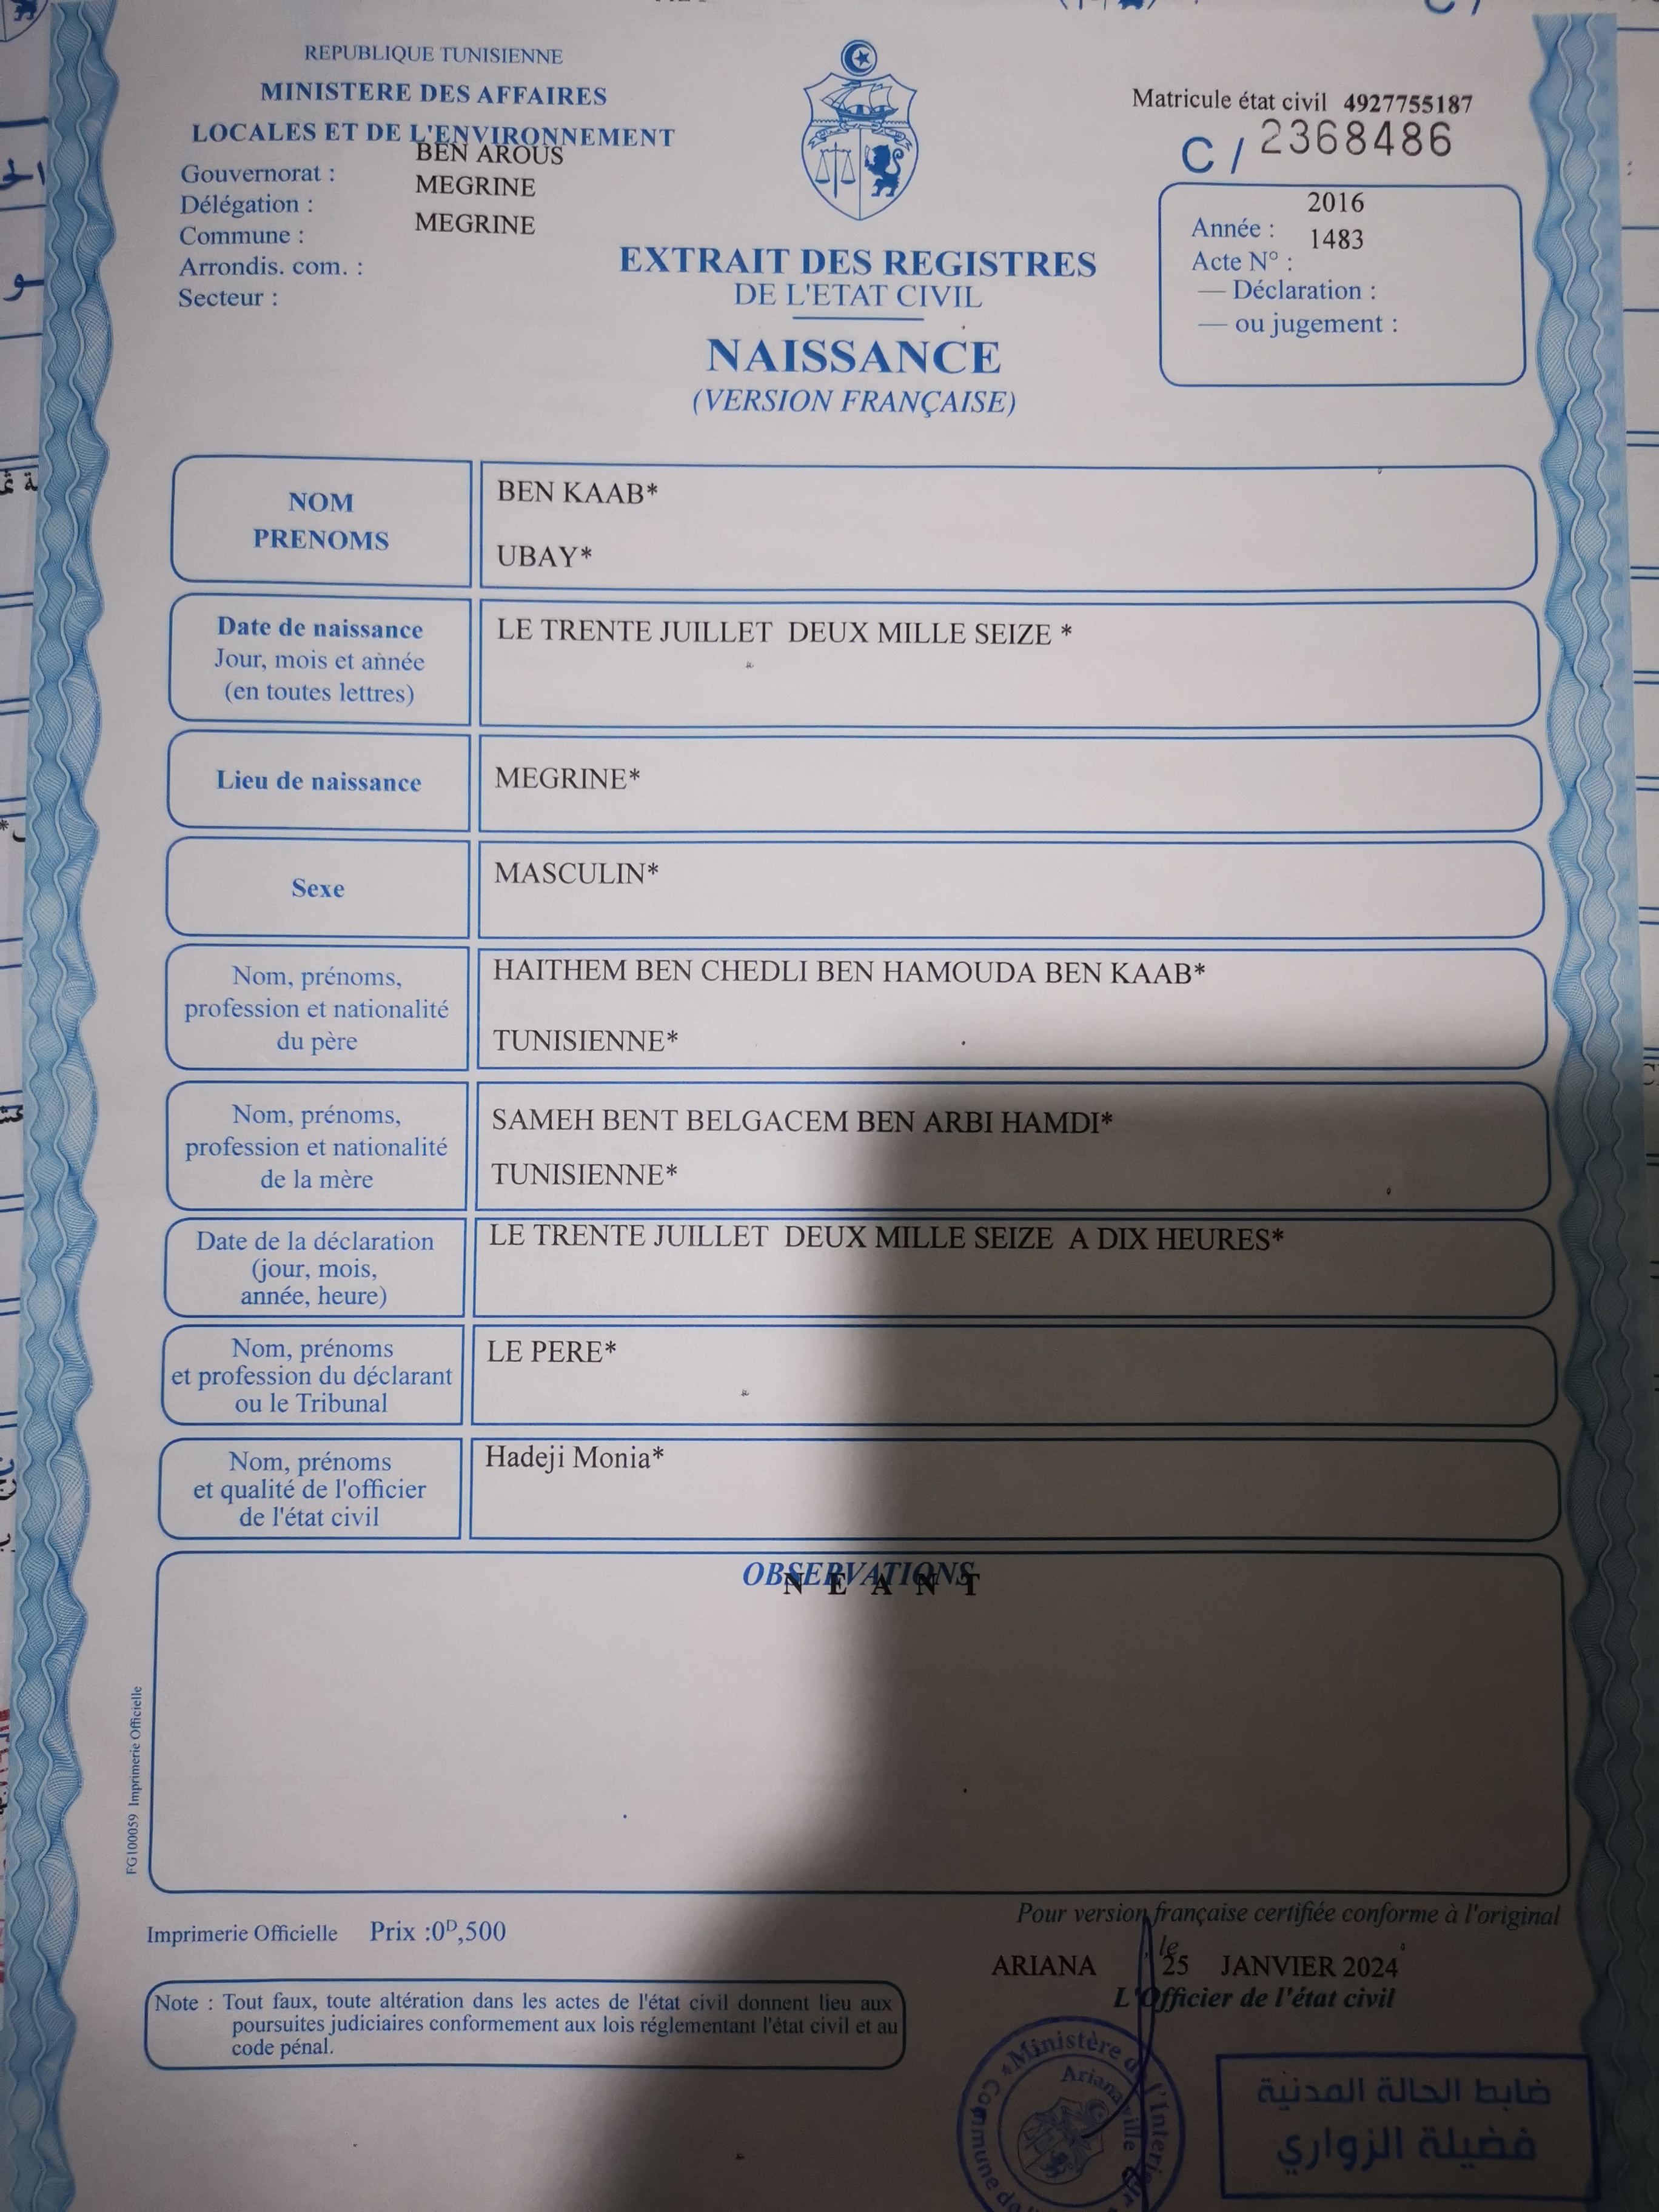 REPUBLIQUE TUNISIENNE
MINISTERE DES AFFAIRES
LOCALES ET DE L'ENVIRONNEMENT
Gouvernorat : BEN AROUS
Délégation : MEGRINE
Commune : MEGRINE
Arrondis. com. :
Secteur :
Matricule état civil 4927755187
C / 2368486
Année : 2016
Acte N° : 1483
— Déclaration :
— ou jugement :
EXTRAIT DES REGISTRES
DE L'ETAT CIVIL
NAISSANCE
(VERSION FRANÇAISE)
NOM
PRENOMS
BEN KAAB*
UBAY*
Date de naissance
Jour, mois et année
(en toutes lettres)
LE TRENTE JUILLET DEUX MILLE SEIZE *
Lieu de naissance
MEGRINE*
Sexe
MASCULIN*
Nom, prénoms,
profession et nationalité
du père
HAITHEM BEN CHEDLI BEN HAMOUDA BEN KAAB*
TUNISIENNE*
Nom, prénoms,
profession et nationalité
de la mère
SAMEH BENT BELGACEM BEN ARBI HAMDI*
TUNISIENNE*
Date de la déclaration
(jour, mois,
année, heure)
LE TRENTE JUILLET DEUX MILLE SEIZE A DIX HEURES*
Nom, prénoms
et profession du déclarant
ou le Tribunal
LE PERE*
Nom, prénoms
et qualité de l'officier
de l'état civil
Hadeji Monia*
OBSERVATIONS
N E A N T
FG100059 Imprimerie Officielle
Imprimerie Officielle Prix :0ᴰ,500
Pour version française certifiée conforme à l'original
ARIANA , le 25 JANVIER 2024
L'Officier de l'état civil
Note : Tout faux, toute altération dans les actes de l'état civil donnent lieu aux
poursuites judiciaires conformement aux lois réglementant l'état civil et au
code pénal.
Ministère de l'Interieur
Commune de
Ariana ville
ضابط الحالة المدنية
فضيلة الزواري